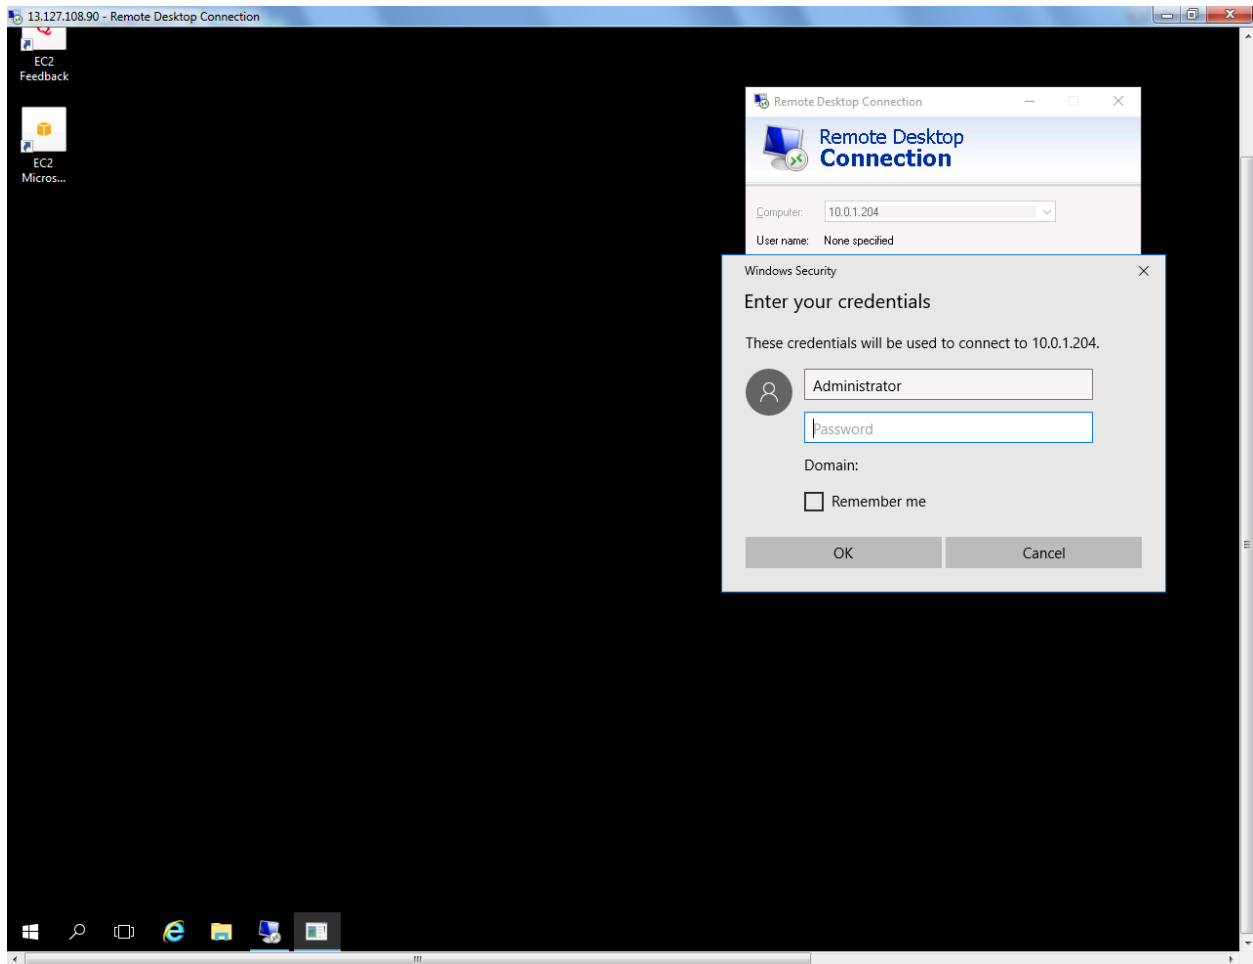 13.127.108.90 - Remote Desktop Connection
EC2
Feedback
EC2
Micros...
Remote Desktop Connection
Remote Desktop
Connection
Computer: 10.0.1.204
User name: None specified
Windows Security
Enter your credentials
These credentials will be used to connect to 10.0.1.204.
Administrator
Password
Domain:
Remember me
OK Cancel